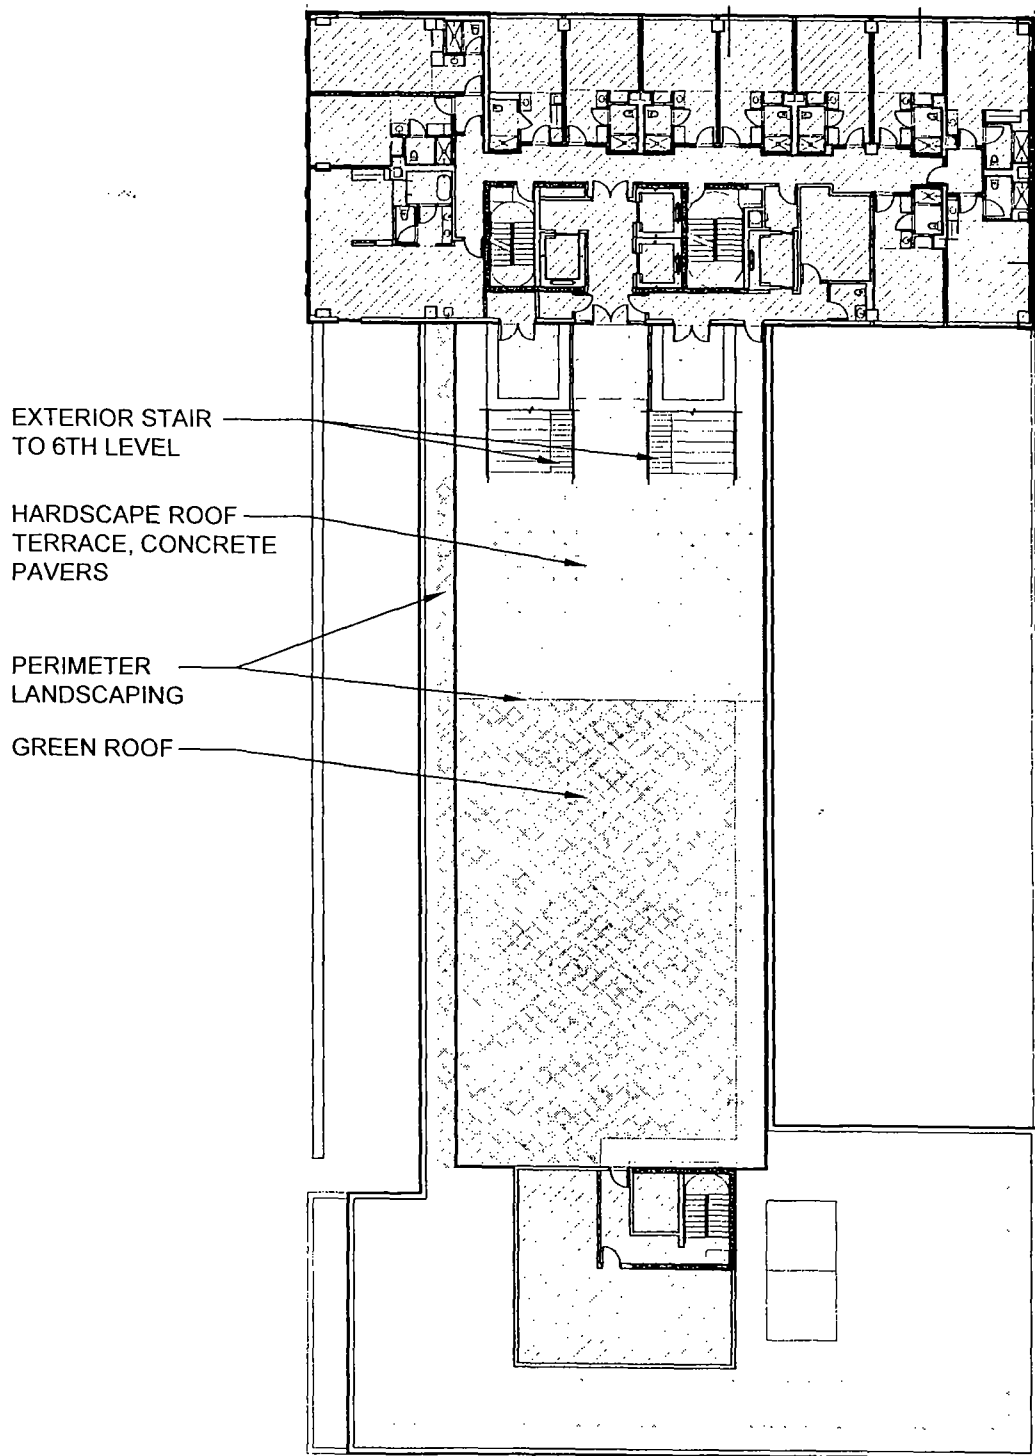 EXTERIOR STAIR
TO 6TH LEVEL
HARDSCAPE ROOF
TERRACE, CONCRETE
PAVERS
PERIMETER
LANDSCAPING
GREEN ROOF